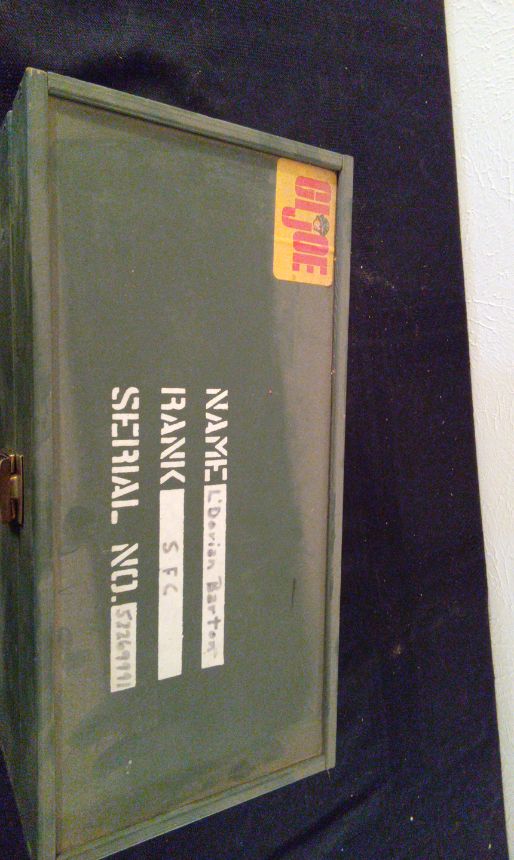 GI JOE
NAME L'Dorian Barton
RANK SFC
SERIAL NO.